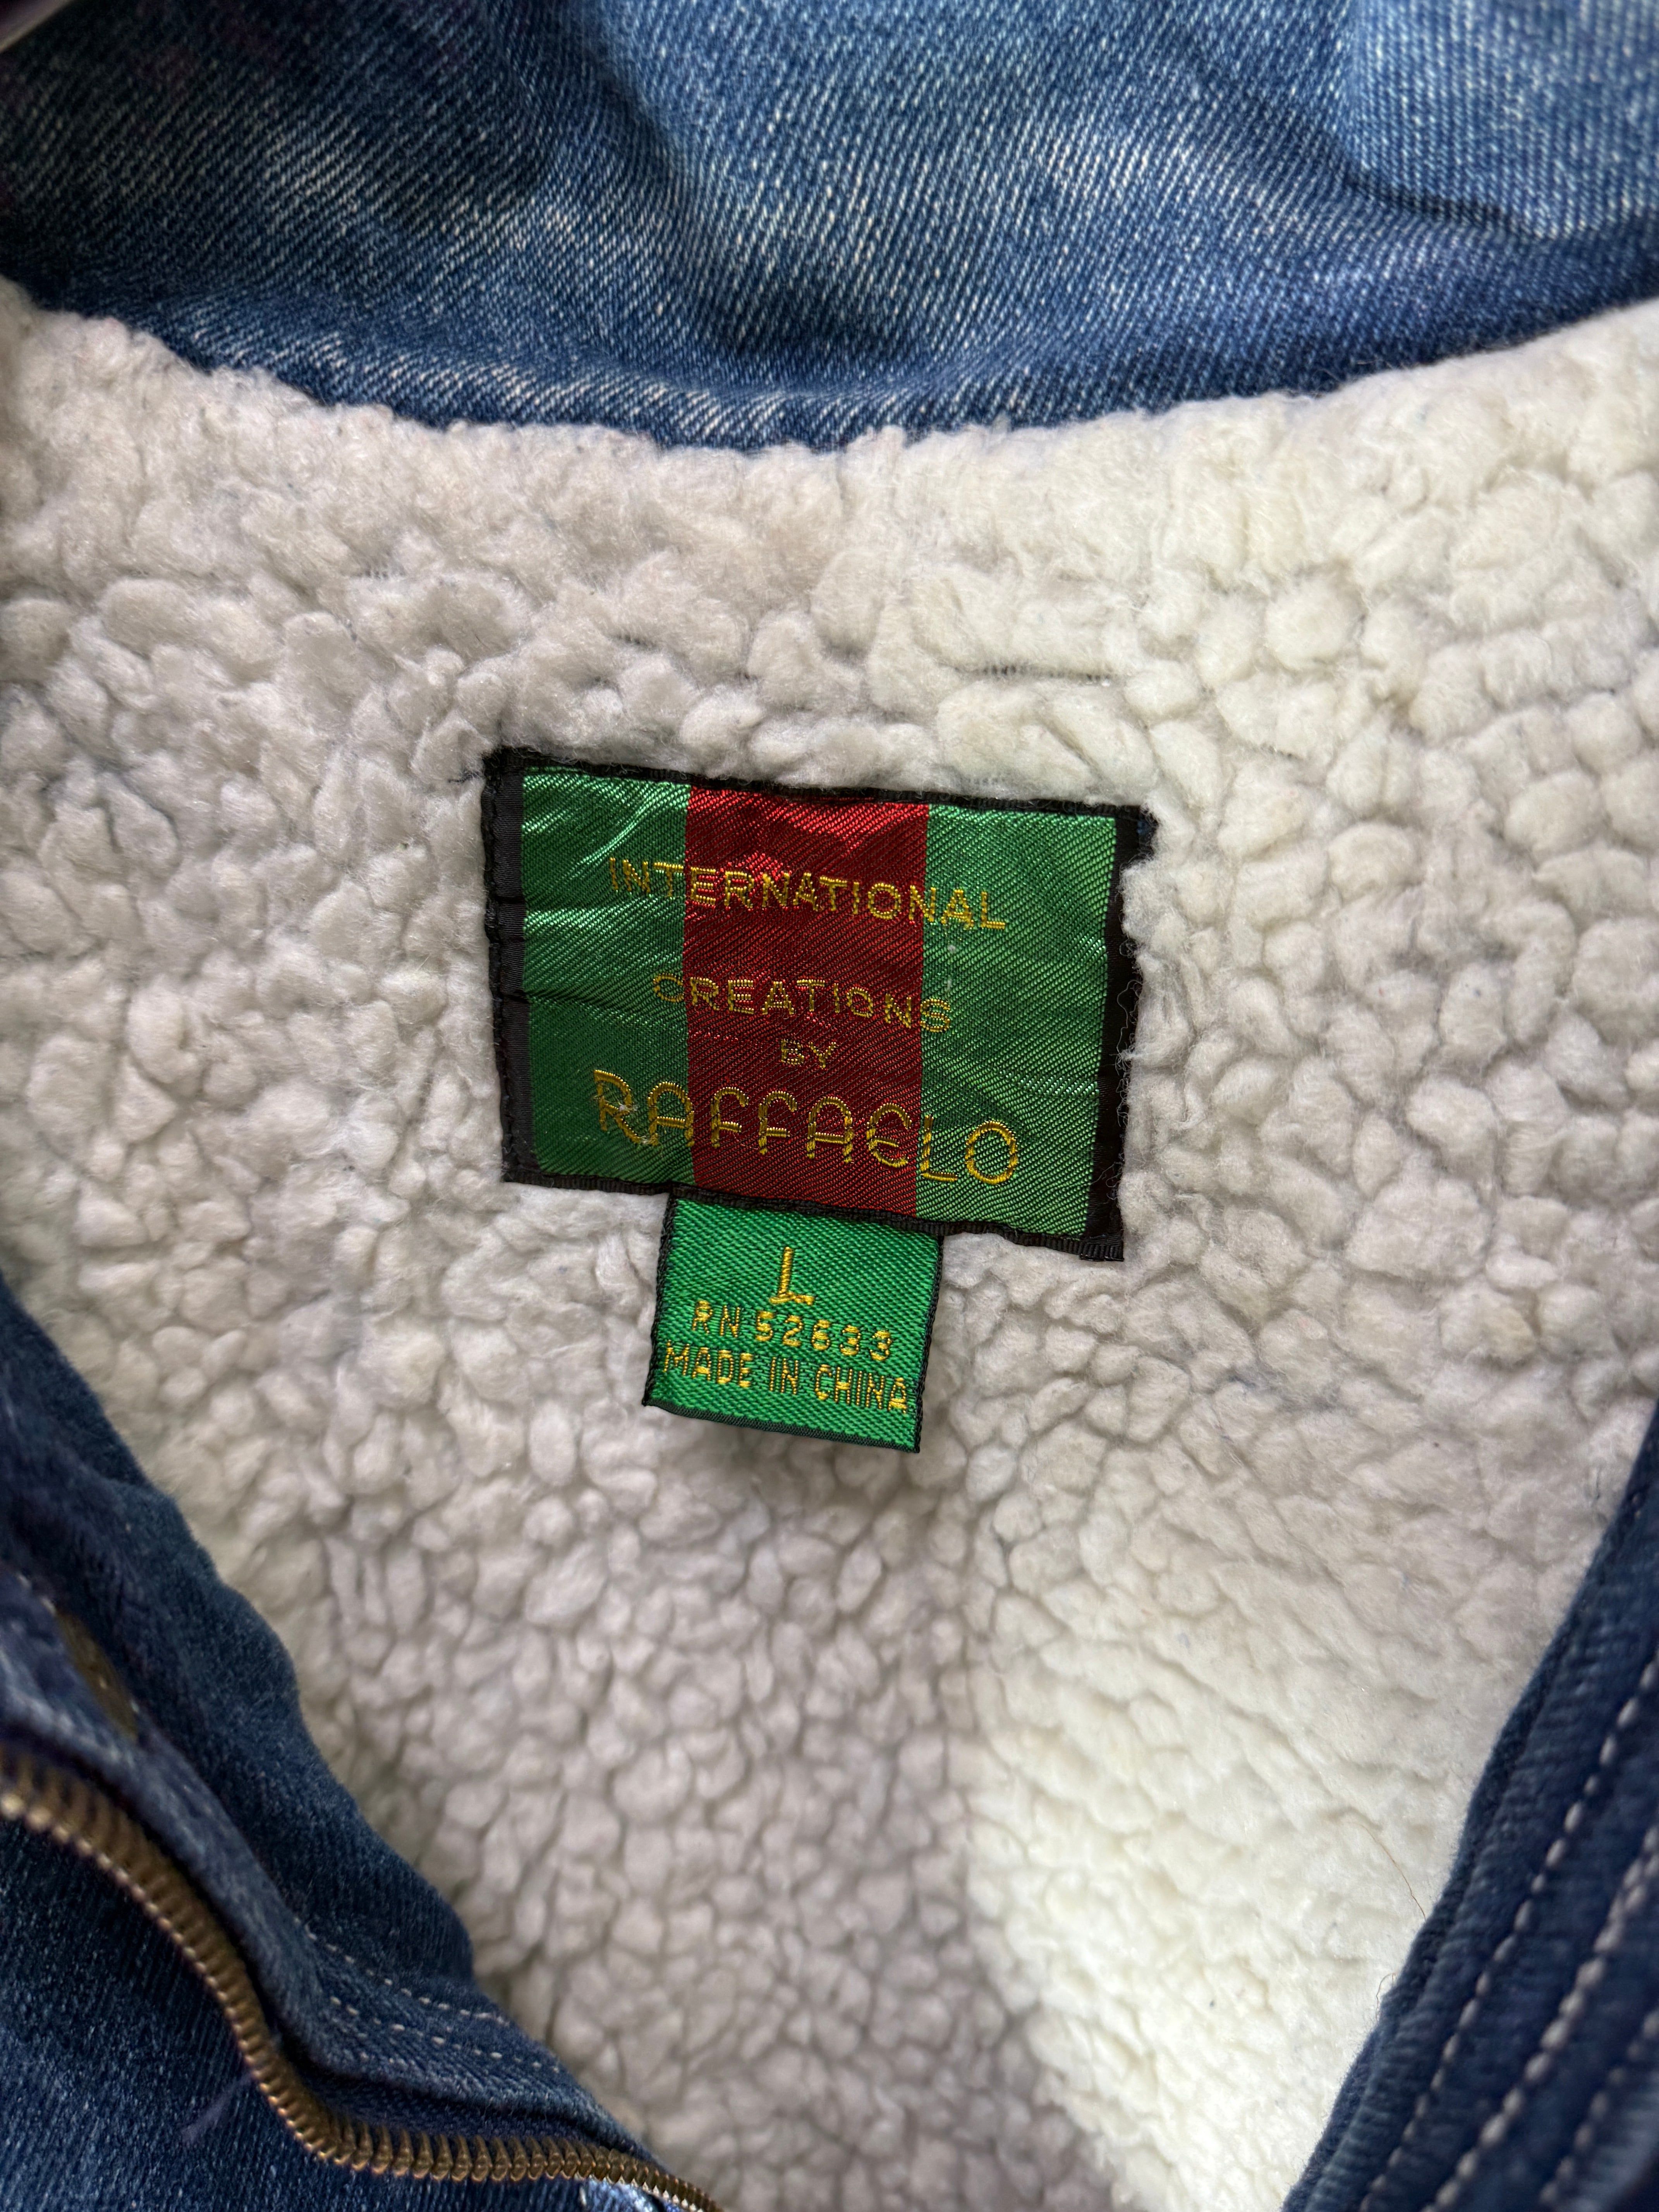 INTERNATIONAL
CREATIONS
BY
RAFFAELO
L
RN 52633
MADE IN CHINA